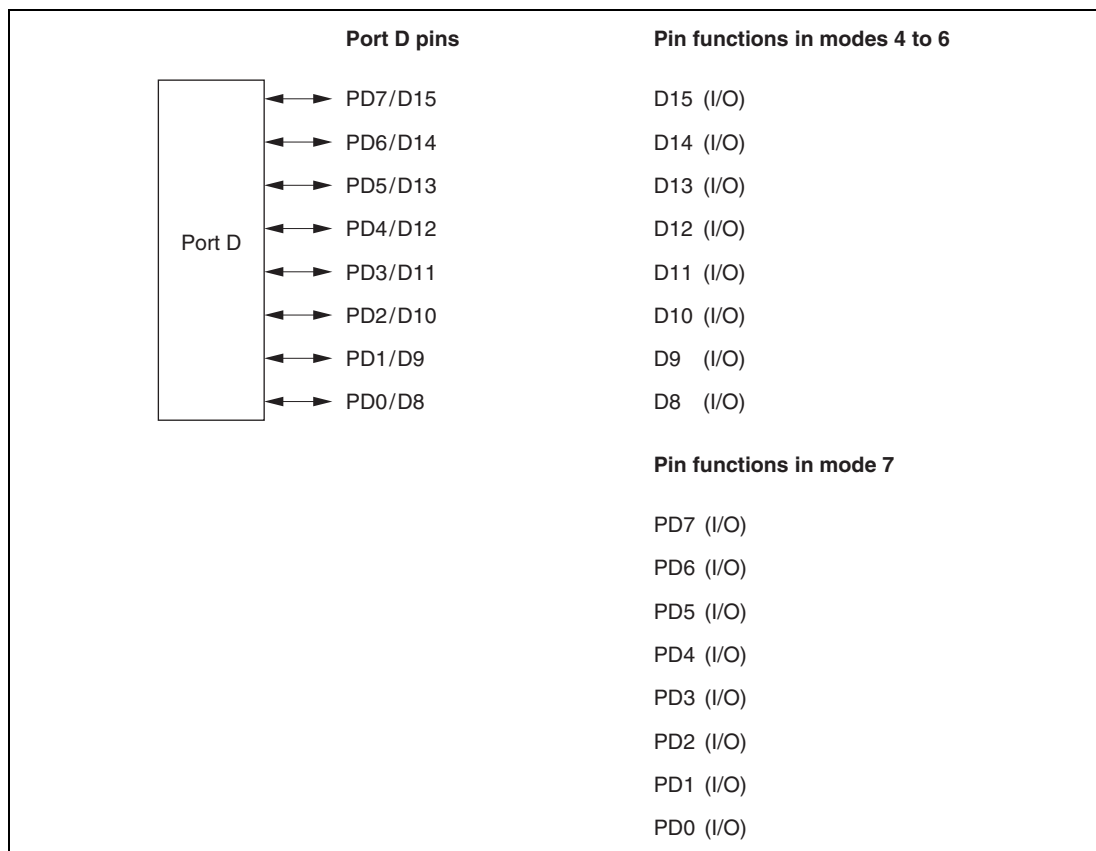 Port D pins Pin functions in modes 4 to 6
PD7/D15 D15 (I/O)
PD6/D14 D14 (I/O)
PD5/D13 D13 (I/O)
PD4/D12 D12 (I/O)
Port D
PD3/D11 D11 (I/O)
PD2/D10 D10 (I/O)
PD1/D9 D9 (I/O)
PD0/D8 D8 (I/O)
Pin functions in mode 7
PD7 (I/O)
PD6 (I/O)
PD5 (I/O)
PD4 (I/O)
PD3 (I/O)
PD2 (I/O)
PD1 (I/O)
PD0 (I/O)